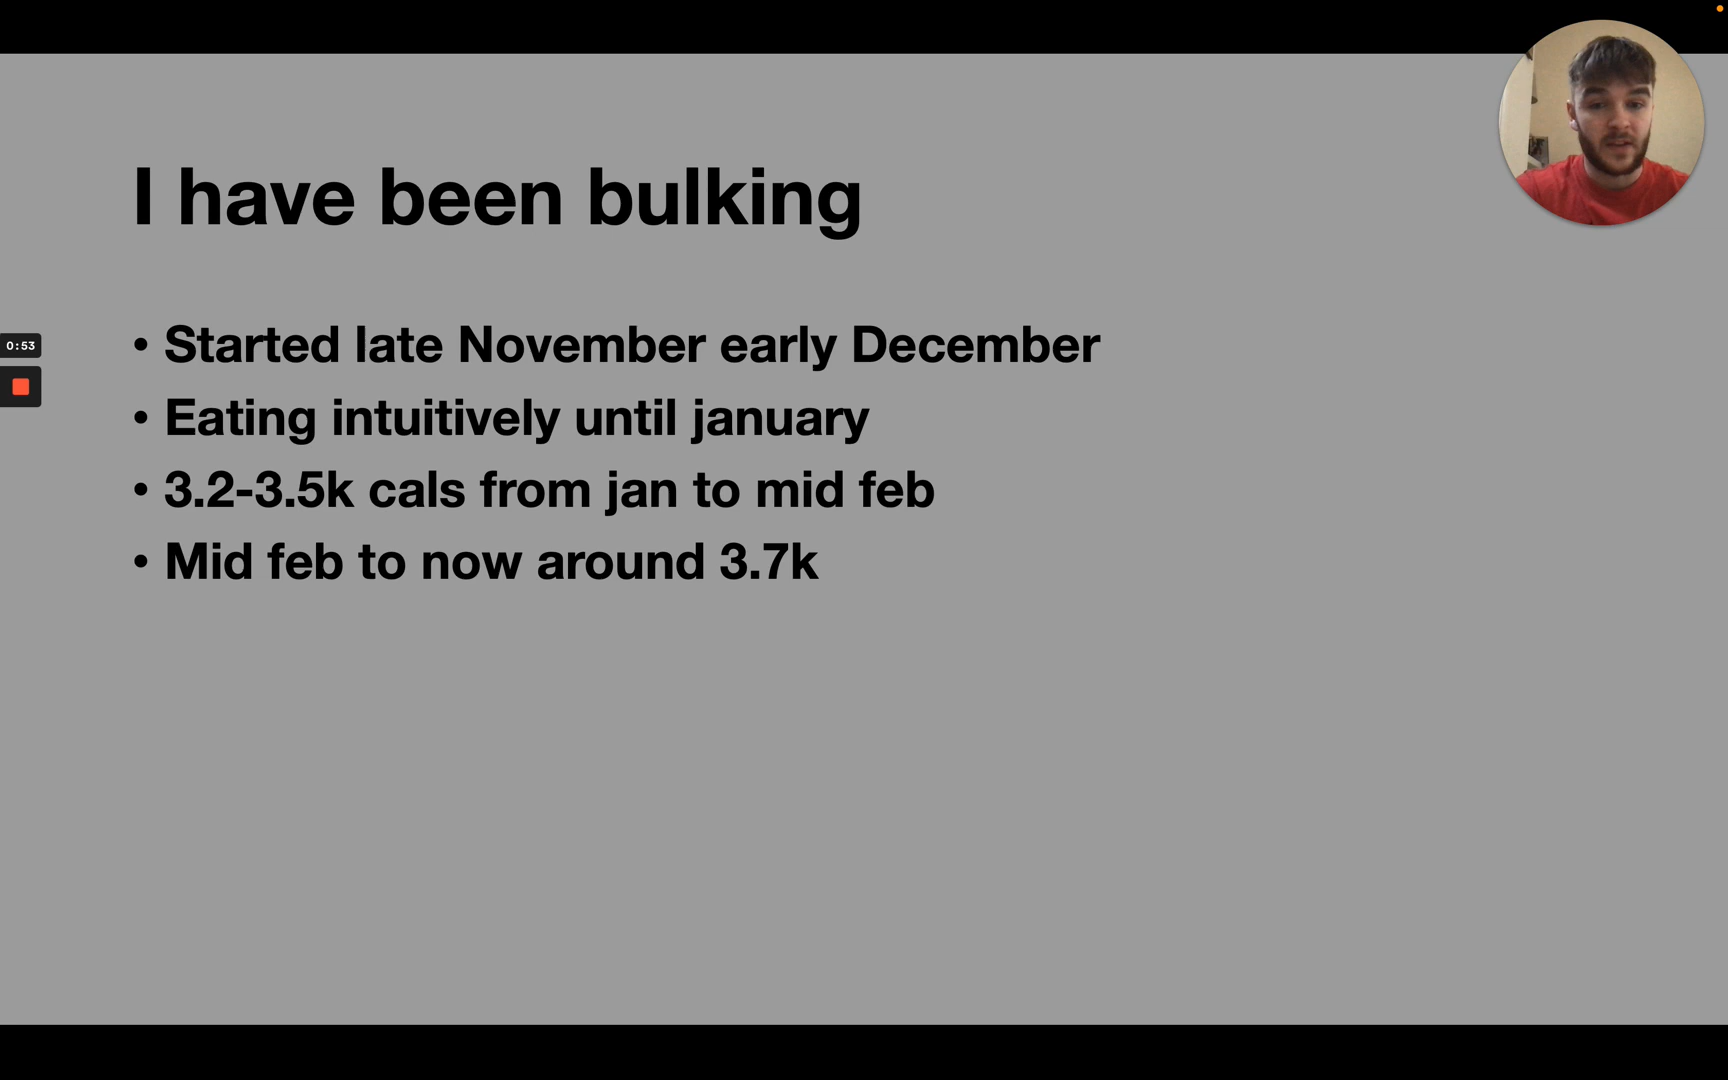 I have been bulking
0:53
• Started late November early December
• Eating intuitively until january
• 3.2-3.5k cals from jan to mid feb
• Mid feb to now around 3.7k